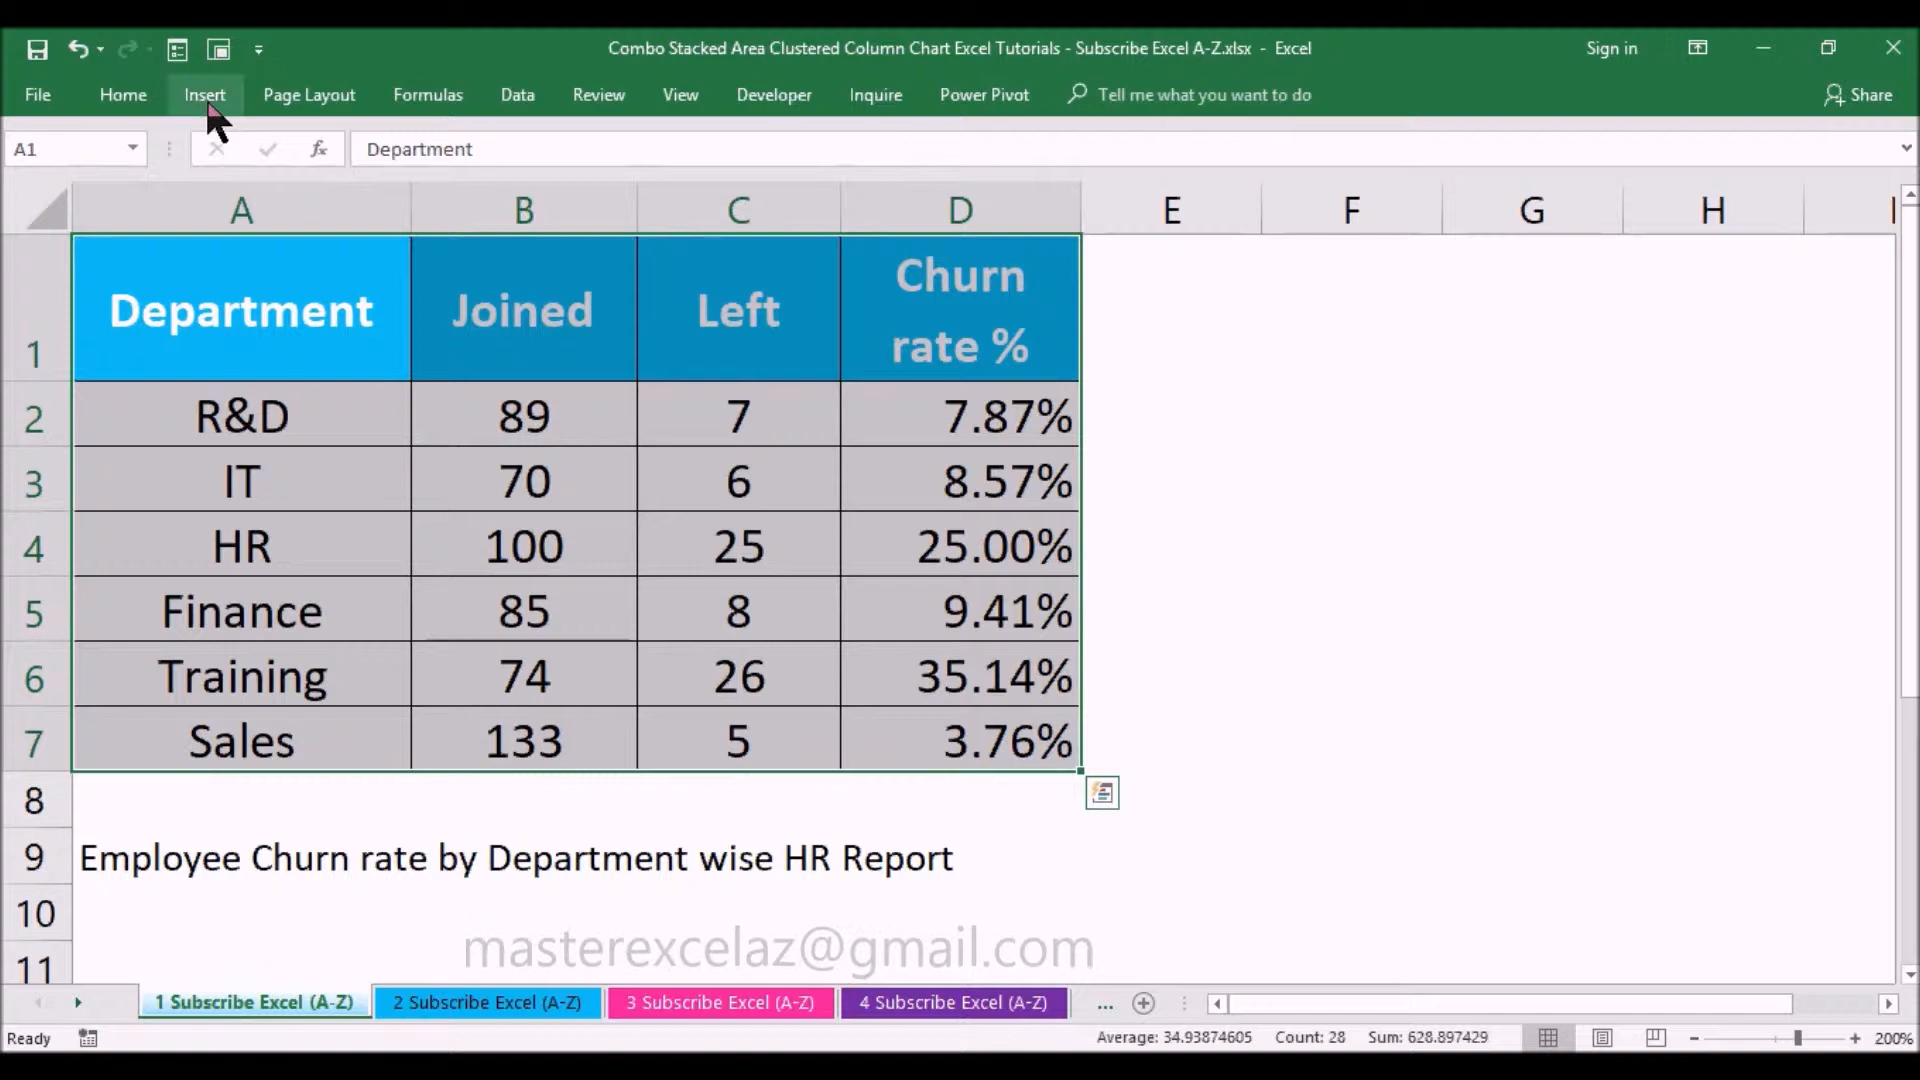 Combo Stacked Area Clustered Column Chart Excel Tutorials - Subscribe Excel A-Z.xlsx - Excel
Sign in
File Home Insert Page Layout Formulas Data Review View Developer Inquire Power Pivot Tell me what you want to do Share
A1 fx Department
A B C D E F G H
1 Department Joined Left Churn rate %
2 R&D 89 7 7.87%
3 IT 70 6 8.57%
4 HR 100 25 25.00%
5 Finance 85 8 9.41%
6 Training 74 26 35.14%
7 Sales 133 5 3.76%
8
9 Employee Churn rate by Department wise HR Report
10
masterexcelaz@gmail.com
11
1 Subscribe Excel (A-Z) 2 Subscribe Excel (A-Z) 3 Subscribe Excel (A-Z) 4 Subscribe Excel (A-Z) ...
Ready Average: 34.93874605 Count: 28 Sum: 628.897429 200%